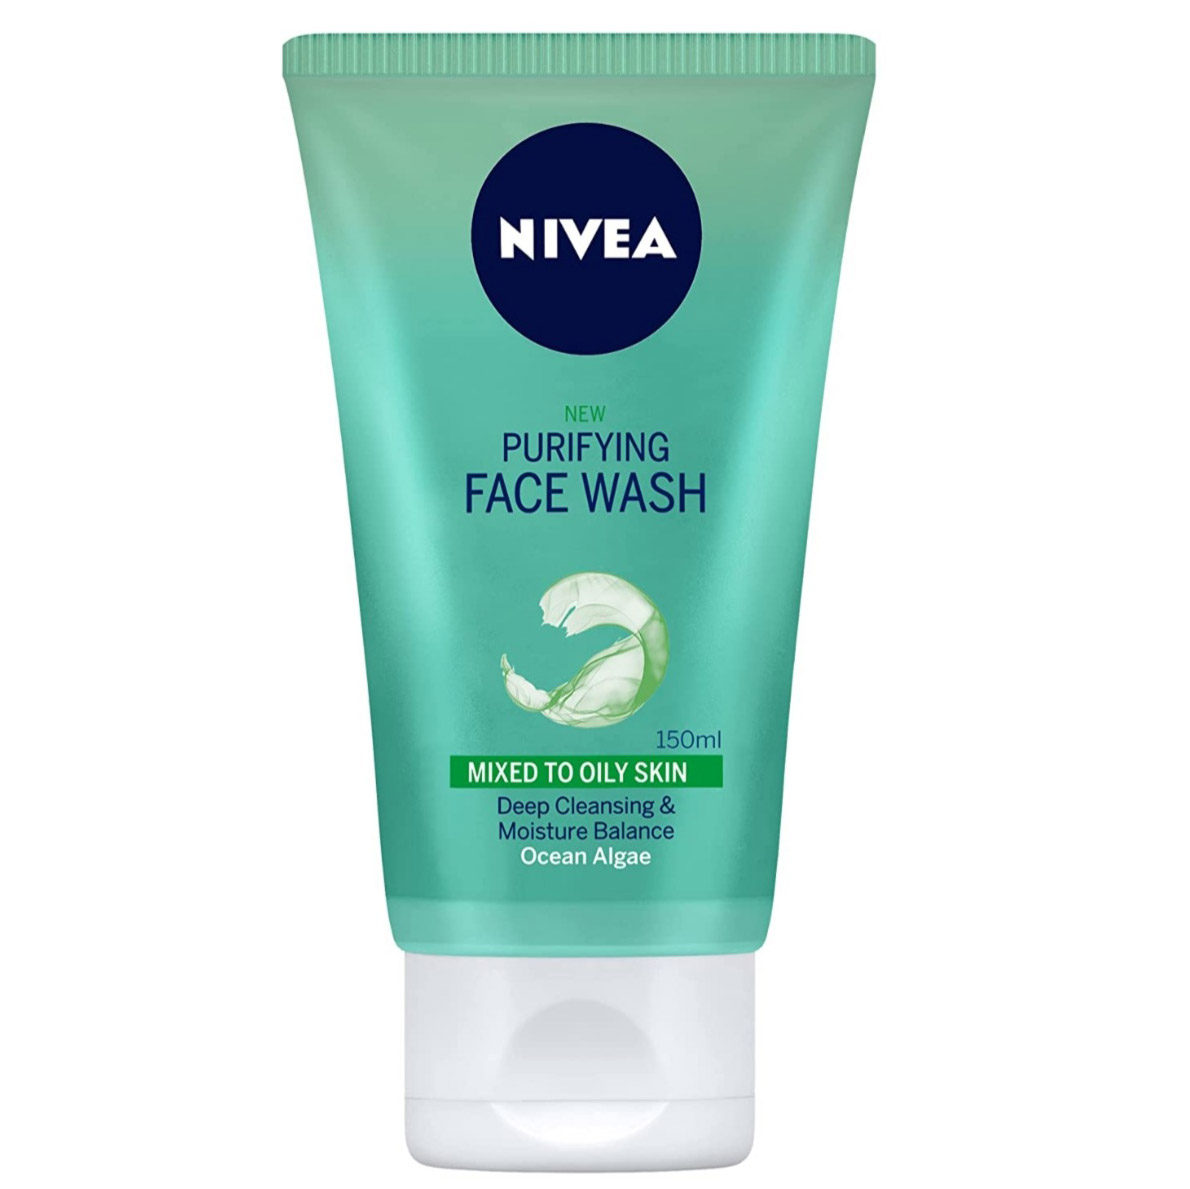 NIVEA
NEW
PURIFYING
FACE WASH
150ml
MIXED TO OILY SKIN
Deep Cleansing &
Moisture Balance
Ocean Algae